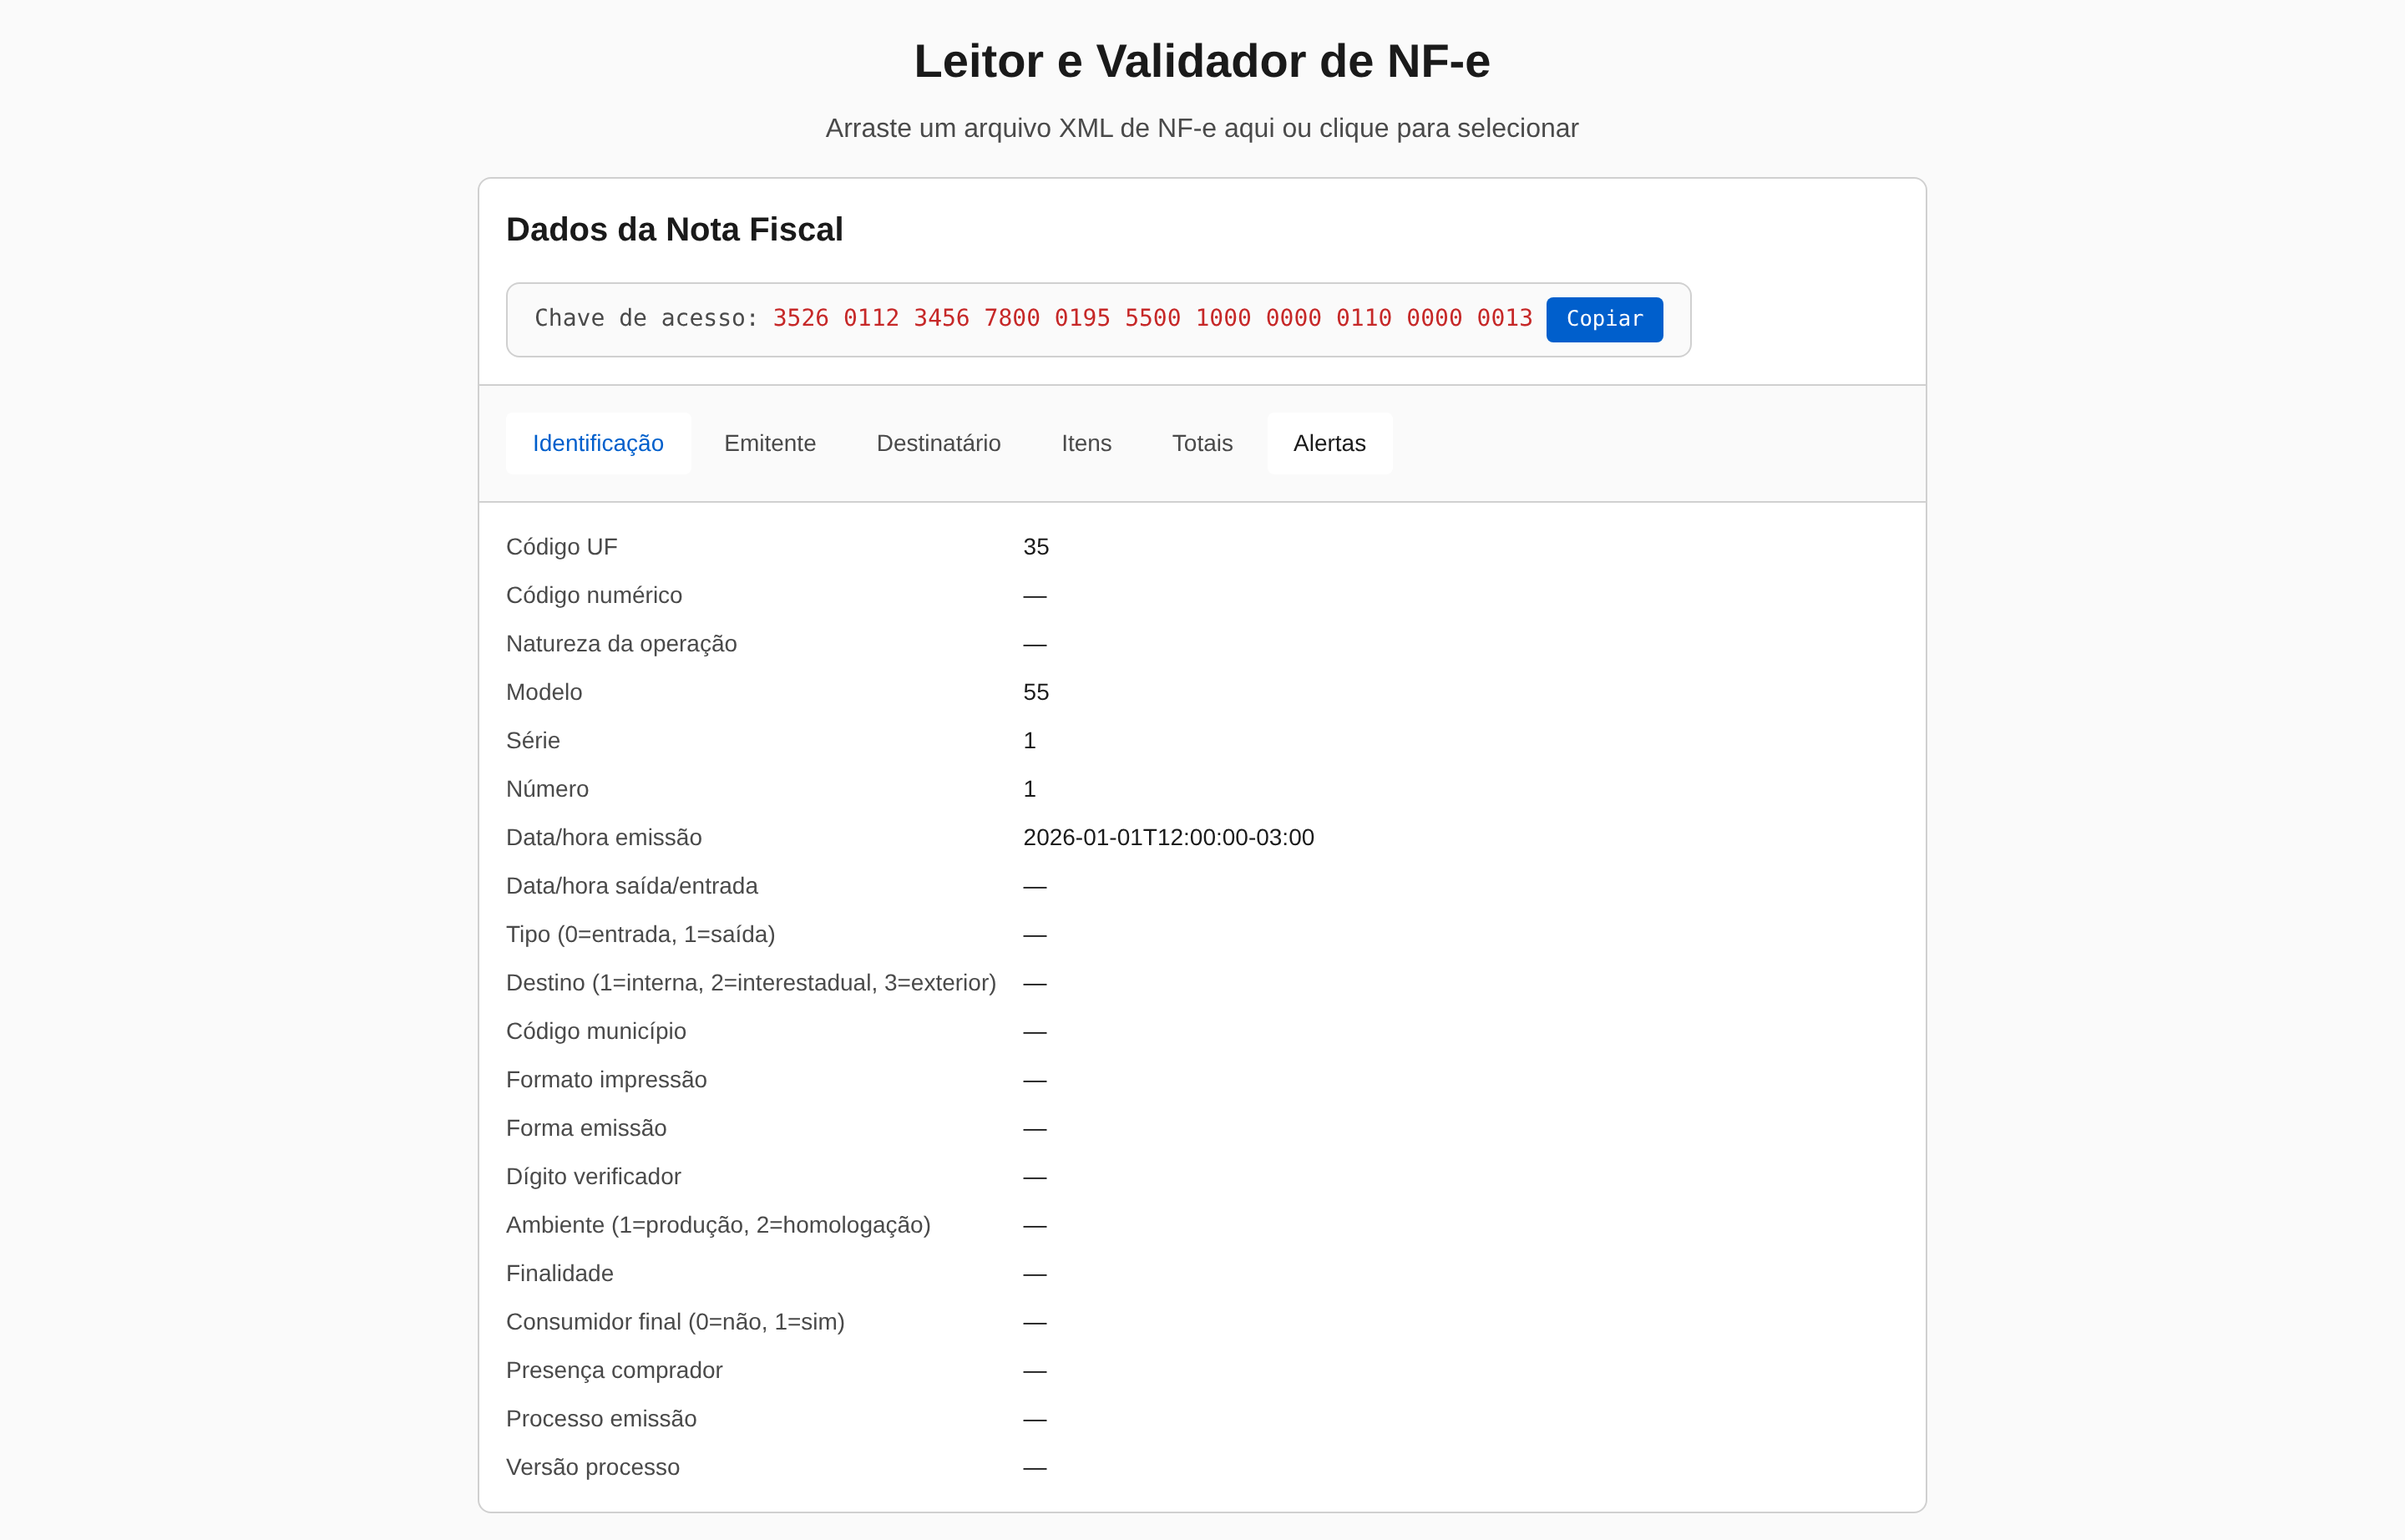 Leitor e Validador de NF-e
Arraste um arquivo XML de NF-e aqui ou clique para selecionar
Dados da Nota Fiscal
Chave de acesso: 3526 0112 3456 7800 0195 5500 1000 0000 0110 0000 0013 Copiar
Identificação Emitente Destinatário Itens Totais Alertas
Código UF 35
Código numérico —
Natureza da operação —
Modelo 55
Série 1
Número 1
Data/hora emissão 2026-01-01T12:00:00-03:00
Data/hora saída/entrada —
Tipo (0=entrada, 1=saída) —
Destino (1=interna, 2=interestadual, 3=exterior) —
Código município —
Formato impressão —
Forma emissão —
Dígito verificador —
Ambiente (1=produção, 2=homologação) —
Finalidade —
Consumidor final (0=não, 1=sim) —
Presença comprador —
Processo emissão —
Versão processo —